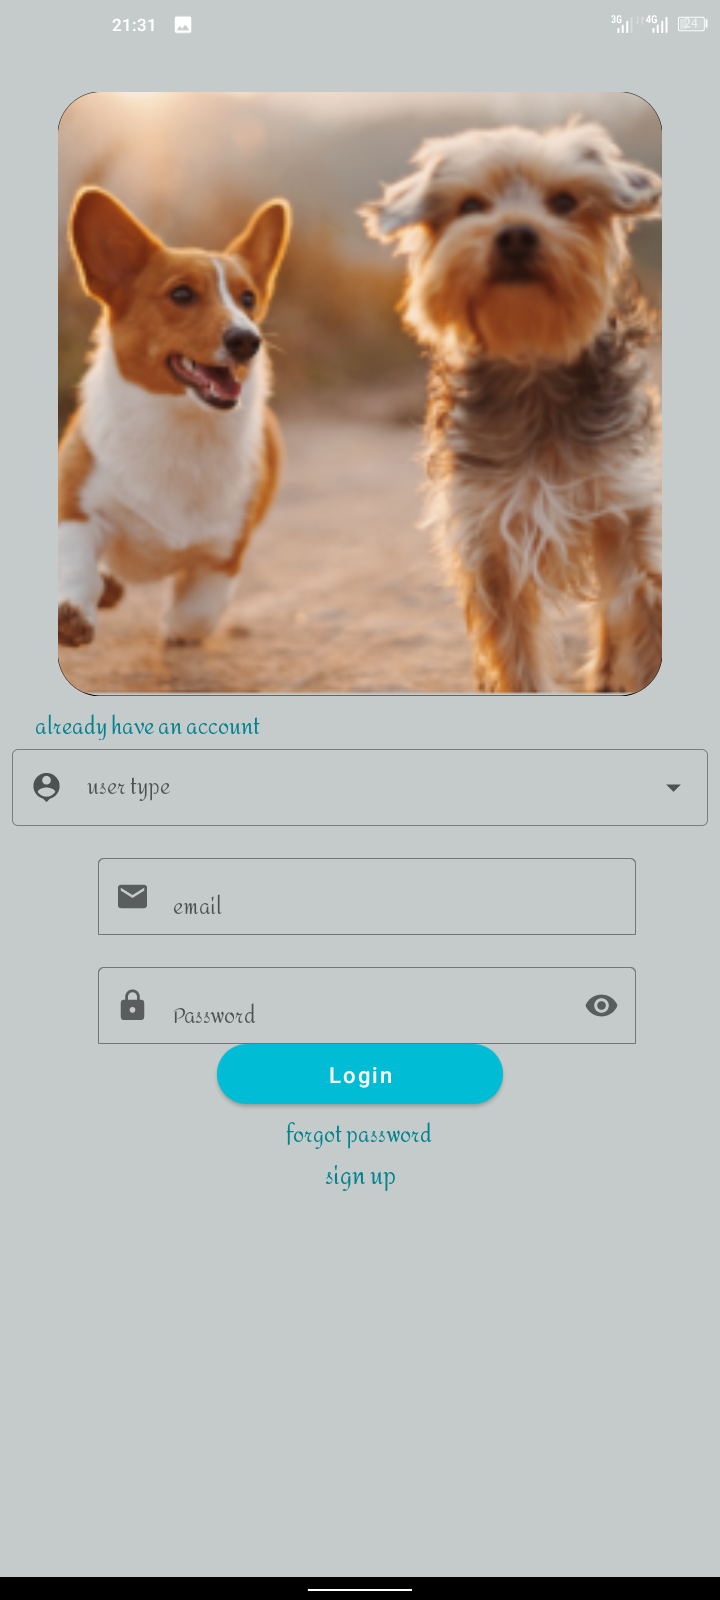 21:31
3G 4G 24
already have an account
user type
email
Password
Login
forgot password
sign up